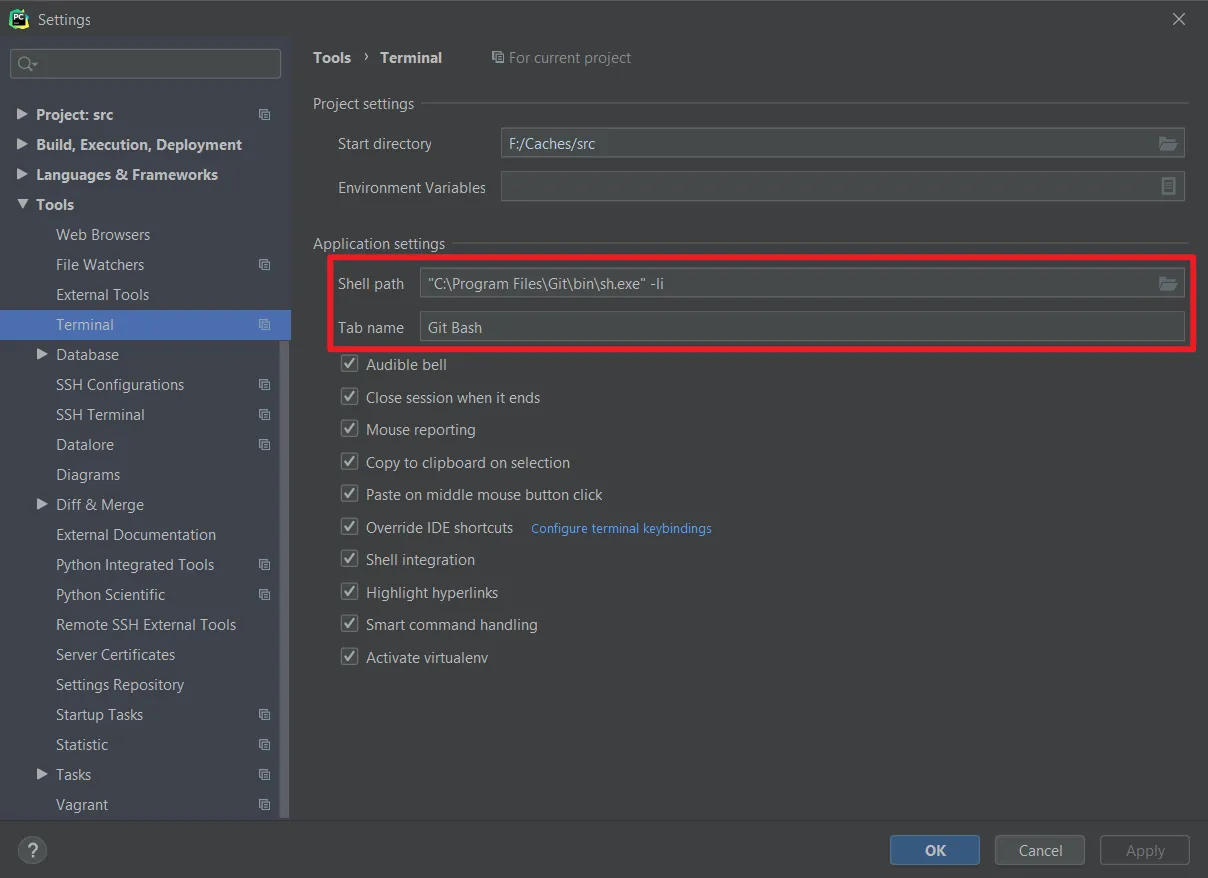 PC
Settings
Tools › Terminal For current project
Project: src
Build, Execution, Deployment
Languages & Frameworks
Tools
Web Browsers
File Watchers
External Tools
Terminal
Database
SSH Configurations
SSH Terminal
Datalore
Diagrams
Diff & Merge
External Documentation
Python Integrated Tools
Python Scientific
Remote SSH External Tools
Server Certificates
Settings Repository
Startup Tasks
Statistic
Tasks
Vagrant
Project settings
Start directory F:/Caches/src
Environment Variables
Application settings
Shell path "C:\Program Files\Git\bin\sh.exe" -li
Tab name Git Bash
Audible bell
Close session when it ends
Mouse reporting
Copy to clipboard on selection
Paste on middle mouse button click
Override IDE shortcuts Configure terminal keybindings
Shell integration
Highlight hyperlinks
Smart command handling
Activate virtualenv
? OK Cancel Apply